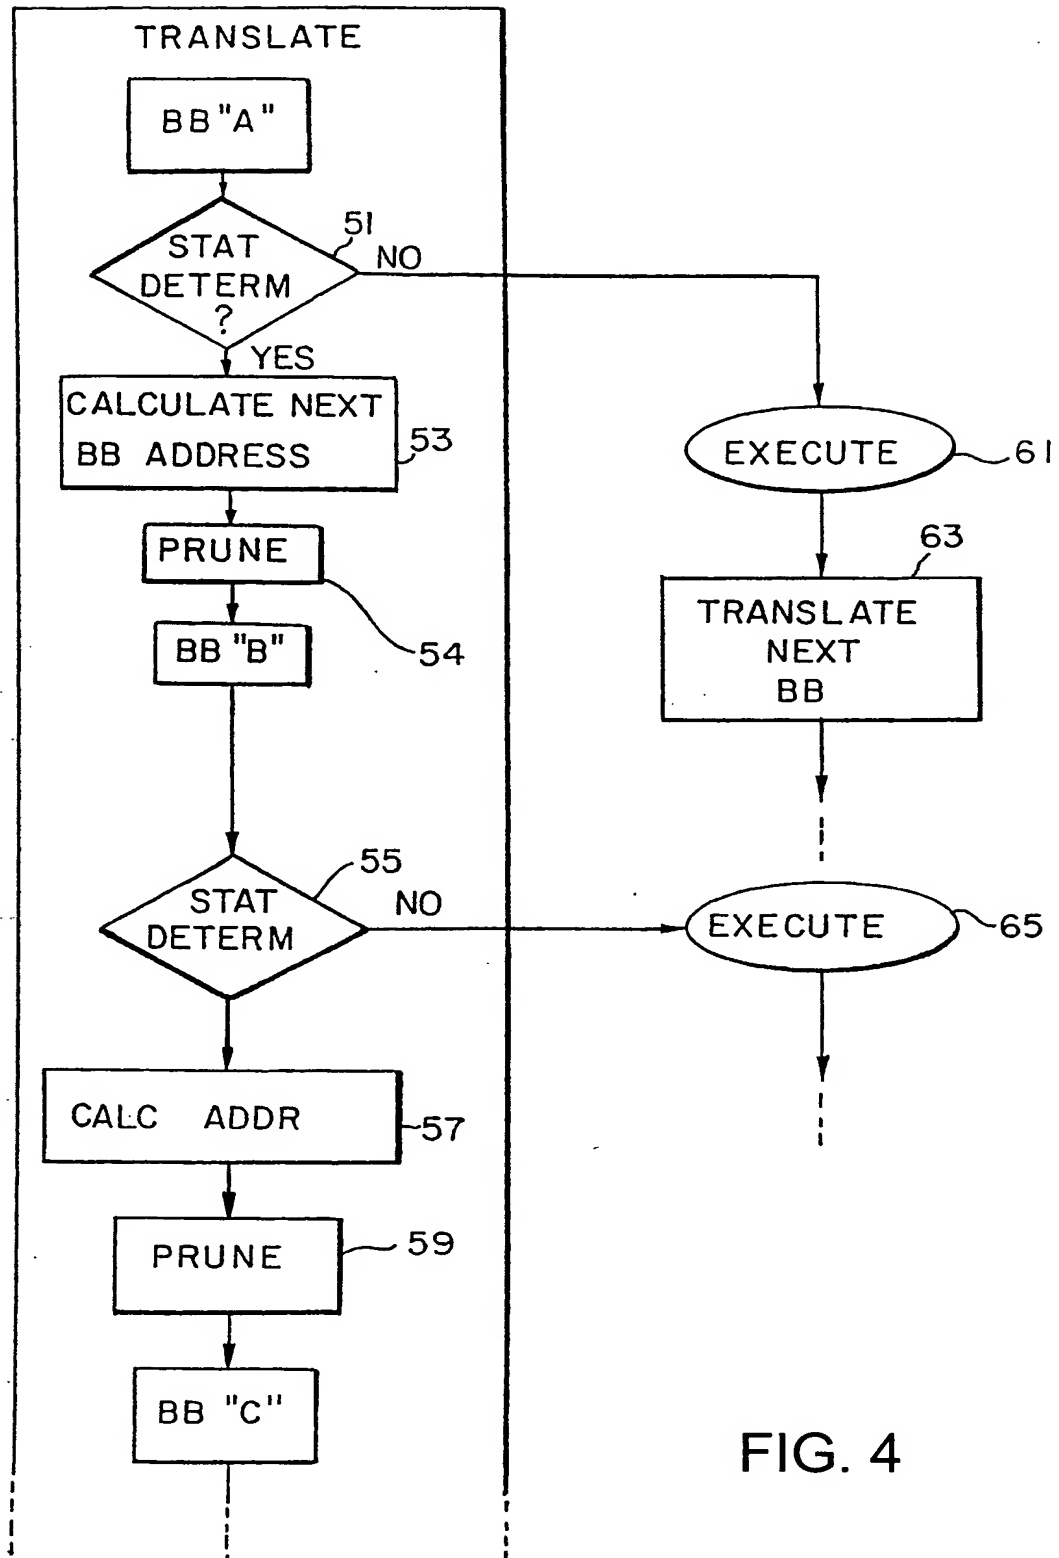 TRANSLATE
BB "A"
51
STAT
DETERM
?
NO
YES
CALCULATE NEXT
BB ADDRESS
53
EXECUTE
61
PRUNE
54
63
TRANSLATE
NEXT
BB
BB "B"
55
STAT
DETERM
NO
EXECUTE
65
CALC ADDR
57
PRUNE
59
BB "C"
FIG. 4